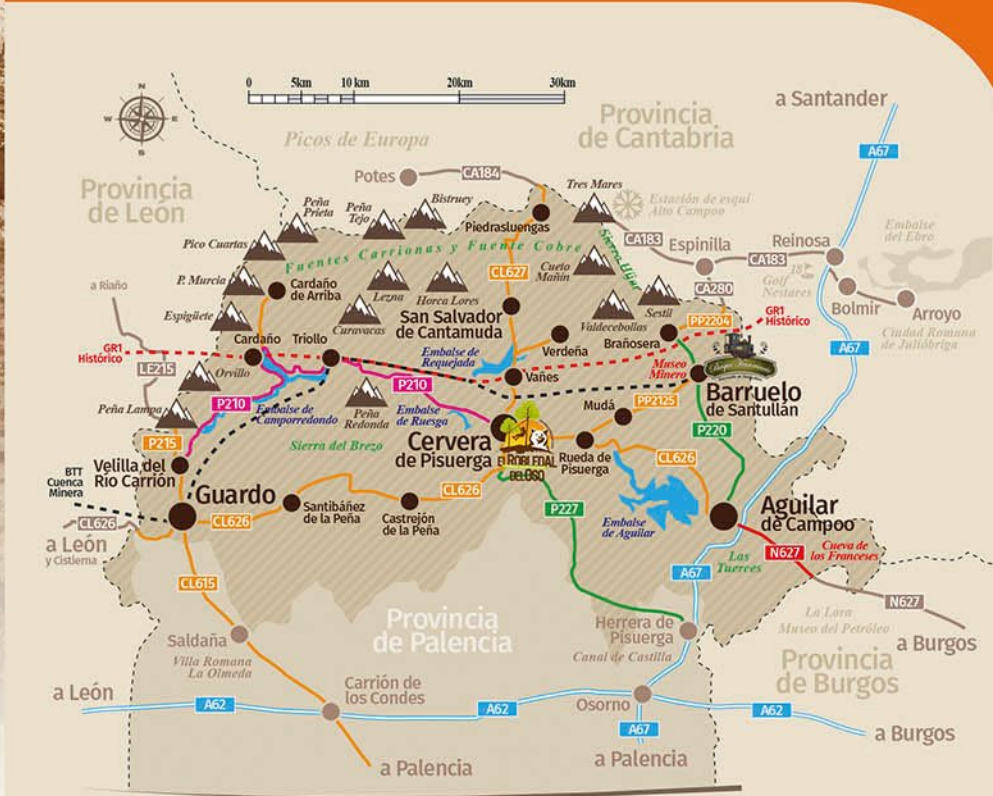 0 5km 10 km 20km 30km
N
W E
S
a Santander
Provincia
de Cantabria
Picos de Europa
A67
Potes
CA184
Provincia
de León
Tres Mares
Estación de esquí
Alto Campoo
Peña
Prieta
Peña
Tejo
Bistruey
Piedrasluengas
CA183
Espinilla
Reinosa
Embalse
del Ebro
Pico Cuartas
Fuentes Carrionas y Fuente Cobre
Sierra Híjar
CA183
18
Golf
Nestares
CL627
Cueto
Mañín
CA280
Bolmir
Arroyo
a Riaño
P. Murcia
Cardaño
de Arriba
Lezna
Horca Lores
Sestil
Ciudad Romana
de Julióbriga
Espigüete
Curavacas
San Salvador
de Cantamuda
Valdecebollas
PP2204
GR1
Histórico
Brañosera
GR1
Histórico
Cardaño
Triollo
Verdeña
A67
LE215
Orvillo
Embalse de
Requejada
Museo
Minero
Vañes
Barruelo
de Santullán
P210
P210
Peña Lampa
Embalse de
Camporredondo
Peña
Redonda
Embalse
de Ruesga
Mudá
PP2125
P215
Sierra del Brezo
Cervera
de Pisuerga
EL ROBLEDAL
DEL OSO
P220
Rueda de
Pisuerga
CL626
BTT
Cuenca
Minera
Velilla del
Río Carrión
Guardo
CL626
Santibáñez
de la Peña
Castrejón
de la Peña
CL626
P227
Embalse
de Aguilar
Aguilar
de Campoo
CL626
a León
y Cistierna
Las
Tuerces
N627
Cueva de
los Franceses
A67
CL615
N627
Provincia
de Palencia
La Lora
Museo del Petróleo
a Burgos
Saldaña
Herrera de
Pisuerga
Villa Romana
La Olmeda
Canal de Castilla
Provincia
de Burgos
a León
Carrión de
los Condes
A62
A62
Osorno
A62
A67
a Burgos
a Palencia
a Palencia